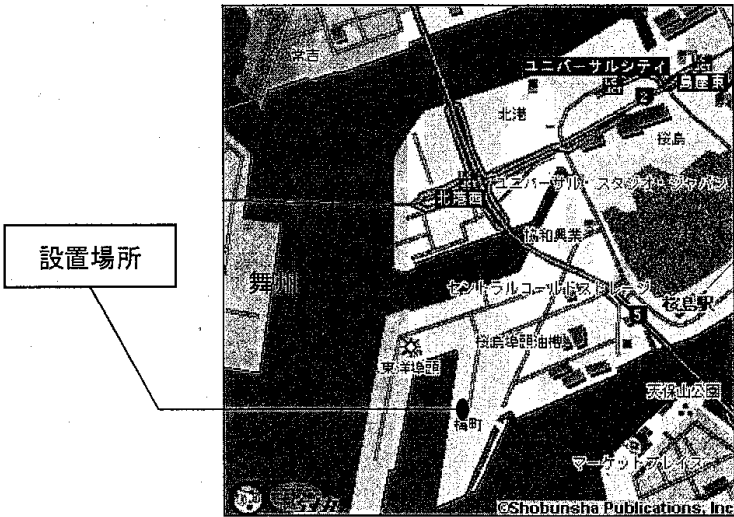 常吉
ユニバーサルシティ
島屋東
北港
2
桜島
ユニバーサル・スタジオ・ジャパン
北港西
協和興業
設置場所
舞州
セントラルコールドストレージ
桜島駅
5
桜島埠頭油槽
東洋埠頭
天保山公園
梅町
マーケットプレイス
©Shobunsha Publications, Inc